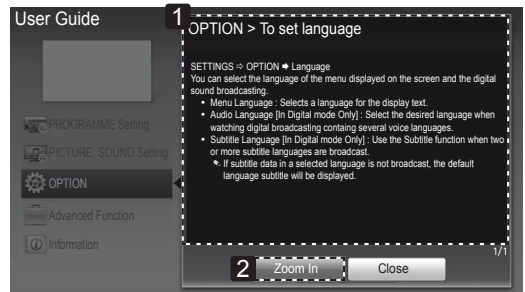 User Guide
1
OPTION > To set language
SETTINGS ⇨ OPTION ➡ Language
You can select the language of the menu displayed on the screen and the digital
sound broadcasting.
• Menu Language : Selects a language for the display text.
• Audio Language [In Digital mode Only] : Select the desired language when
watching digital broadcasting containg several voice languages.
• Subtitle Language [In Digital mode Only] : Use the Subtitle function when two
or more subtitle languages are broadcast.
✎ If subtitle data in a selected language is not broadcast, the default
language subtitle will be displayed.
PROGRAMME Setting
PICTURE, SOUND Setting
OPTION
Advanced Function
Information
1/1
2
Zoom In
Close